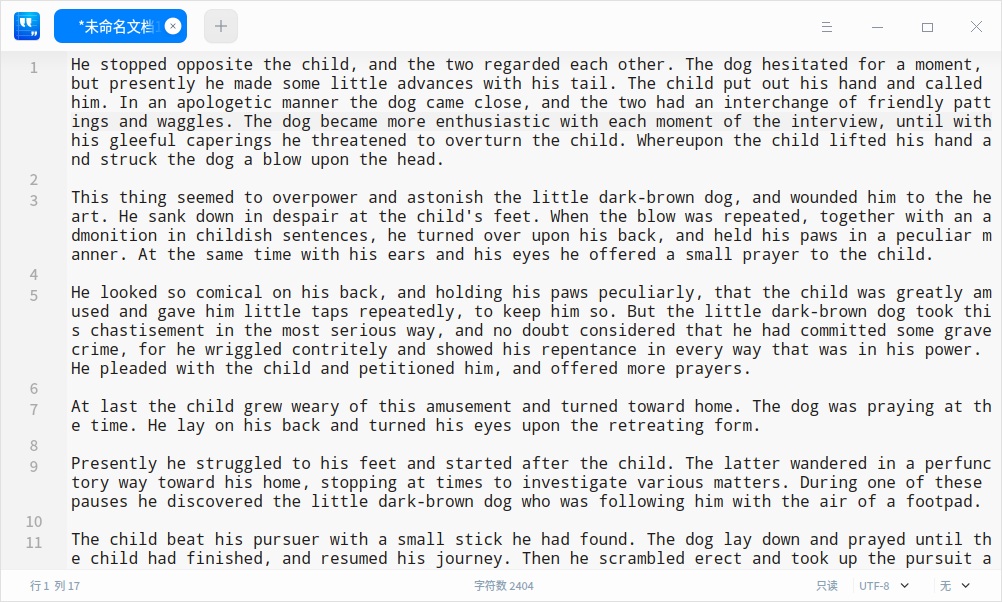 *未命名文档
1 He stopped opposite the child, and the two regarded each other. The dog hesitated for a moment,
but presently he made some little advances with his tail. The child put out his hand and called
him. In an apologetic manner the dog came close, and the two had an interchange of friendly patt
ings and waggles. The dog became more enthusiastic with each moment of the interview, until with
his gleeful caperings he threatened to overturn the child. Whereupon the child lifted his hand a
nd struck the dog a blow upon the head.
2
3 This thing seemed to overpower and astonish the little dark-brown dog, and wounded him to the he
art. He sank down in despair at the child's feet. When the blow was repeated, together with an a
dmonition in childish sentences, he turned over upon his back, and held his paws in a peculiar m
anner. At the same time with his ears and his eyes he offered a small prayer to the child.
4
5 He looked so comical on his back, and holding his paws peculiarly, that the child was greatly am
used and gave him little taps repeatedly, to keep him so. But the little dark-brown dog took thi
s chastisement in the most serious way, and no doubt considered that he had committed some grave
crime, for he wriggled contritely and showed his repentance in every way that was in his power.
He pleaded with the child and petitioned him, and offered more prayers.
6
7 At last the child grew weary of this amusement and turned toward home. The dog was praying at th
e time. He lay on his back and turned his eyes upon the retreating form.
8
9 Presently he struggled to his feet and started after the child. The latter wandered in a perfunc
tory way toward his home, stopping at times to investigate various matters. During one of these
pauses he discovered the little dark-brown dog who was following him with the air of a footpad.
10
11 The child beat his pursuer with a small stick he had found. The dog lay down and prayed until th
e child had finished, and resumed his journey. Then he scrambled erect and took up the pursuit a
行 1 列 17 字符数 2404 只读 UTF-8 无